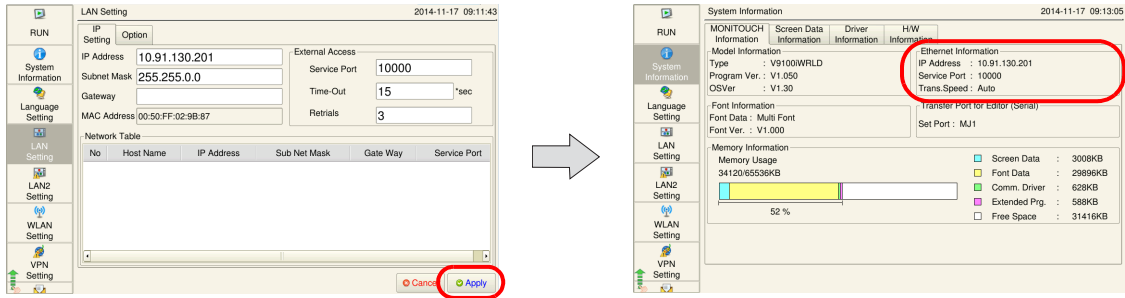 LAN Setting 2014-11-17 09:11:43
RUN
System
Information
Language
Setting
LAN
Setting
LAN2
Setting
WLAN
Setting
VPN
Setting
IP
Setting
Option
IP Address 10.91.130.201
Subnet Mask 255.255.0.0
Gateway
MAC Address 00:50:FF:02:9B:87
External Access
Service Port 10000
Time-Out 15 *sec
Retrials 3
Network Table
No Host Name IP Address Sub Net Mask Gate Way Service Port
Cancel Apply
System Information 2014-11-17 09:13:05
RUN
System
Information
Language
Setting
LAN
Setting
LAN2
Setting
WLAN
Setting
VPN
Setting
MONITOUCH
Information
Screen Data
Information
Driver
Information
H/W
Information
Model Information
Type : V9100iWRLD
Program Ver. : V1.050
OSVer : V1.30
Ethernet Information
IP Address : 10.91.130.201
Service Port : 10000
Trans.Speed : Auto
Font Information
Font Data : Multi Font
Font Ver. : V1.000
Transfer Port for Editor (Serial)
Set Port : MJ1
Memory Information
Memory Usage
34120/65536KB
52 %
Screen Data : 3008KB
Font Data : 29896KB
Comm. Driver : 628KB
Extended Prg. : 588KB
Free Space : 31416KB